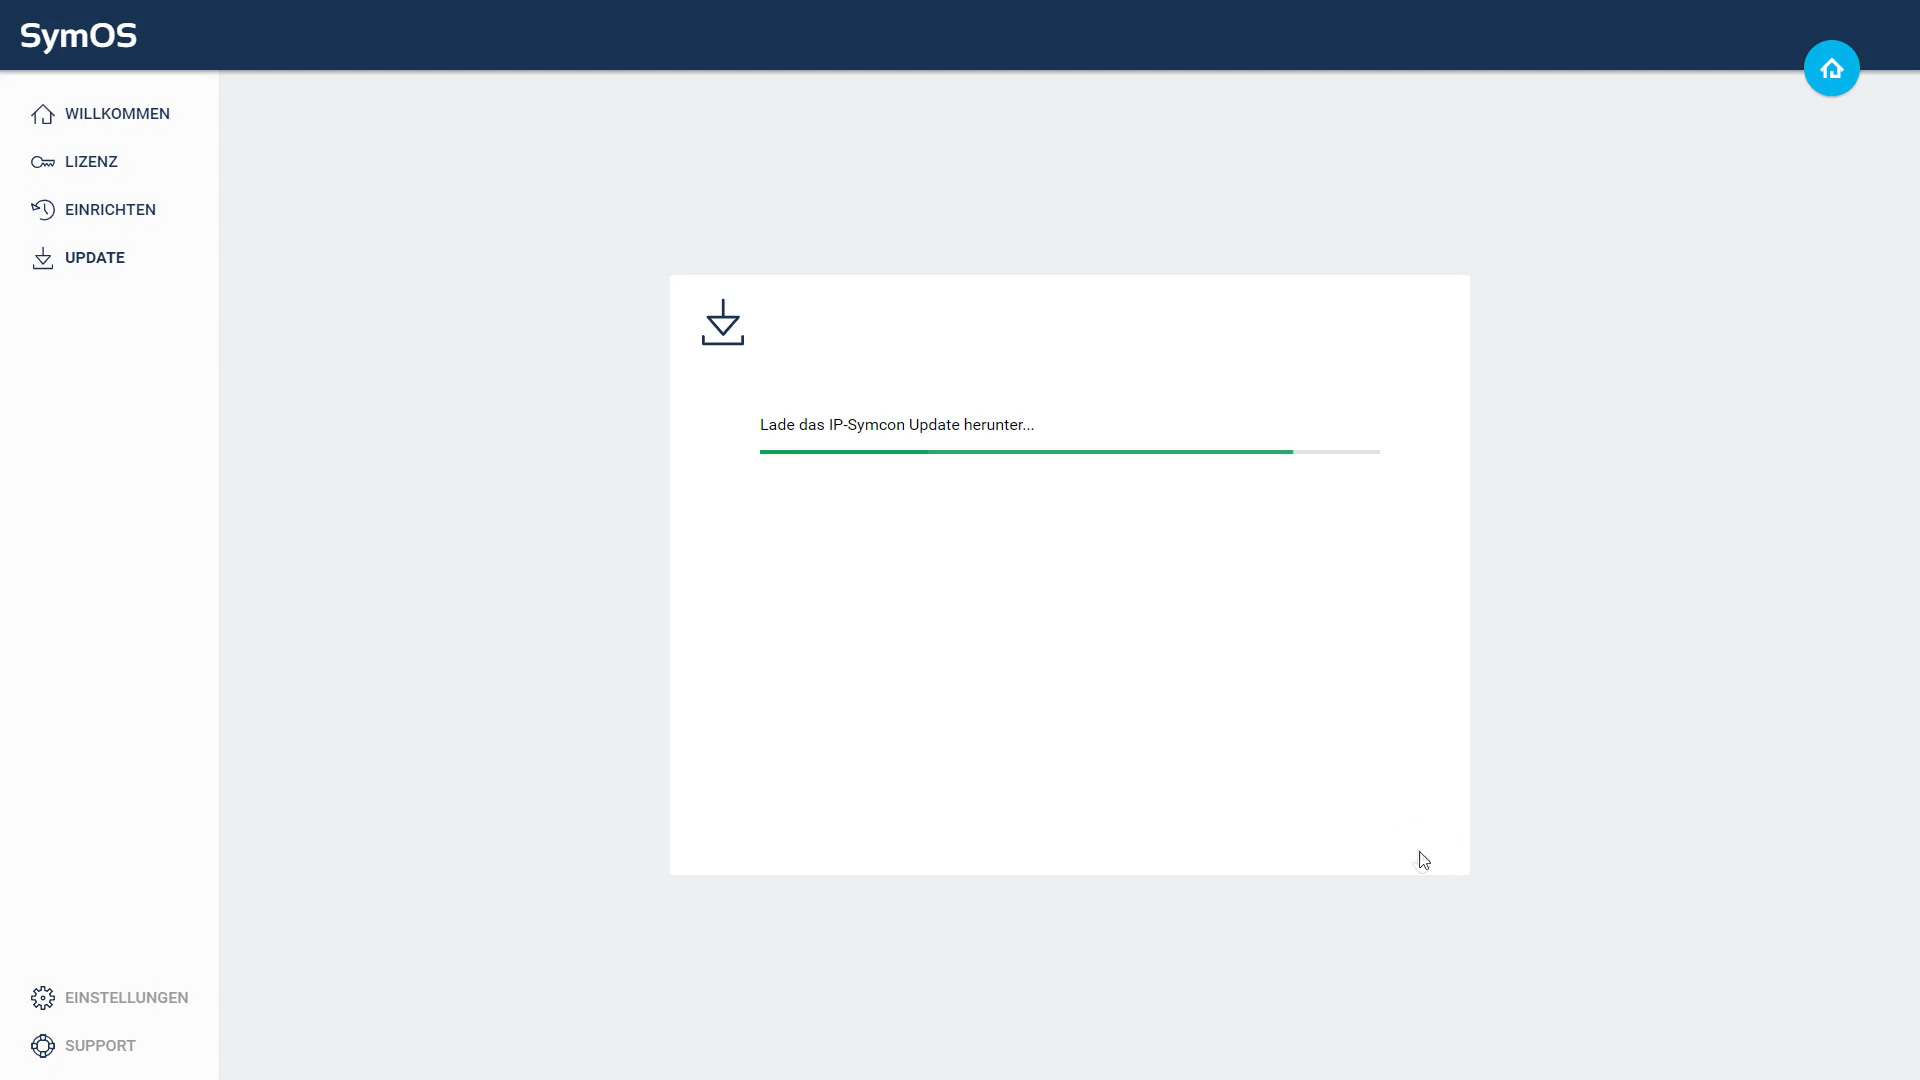 SymOS
WILLKOMMEN
LIZENZ
EINRICHTEN
UPDATE
Lade das IP-Symcon Update herunter...
EINSTELLUNGEN
SUPPORT